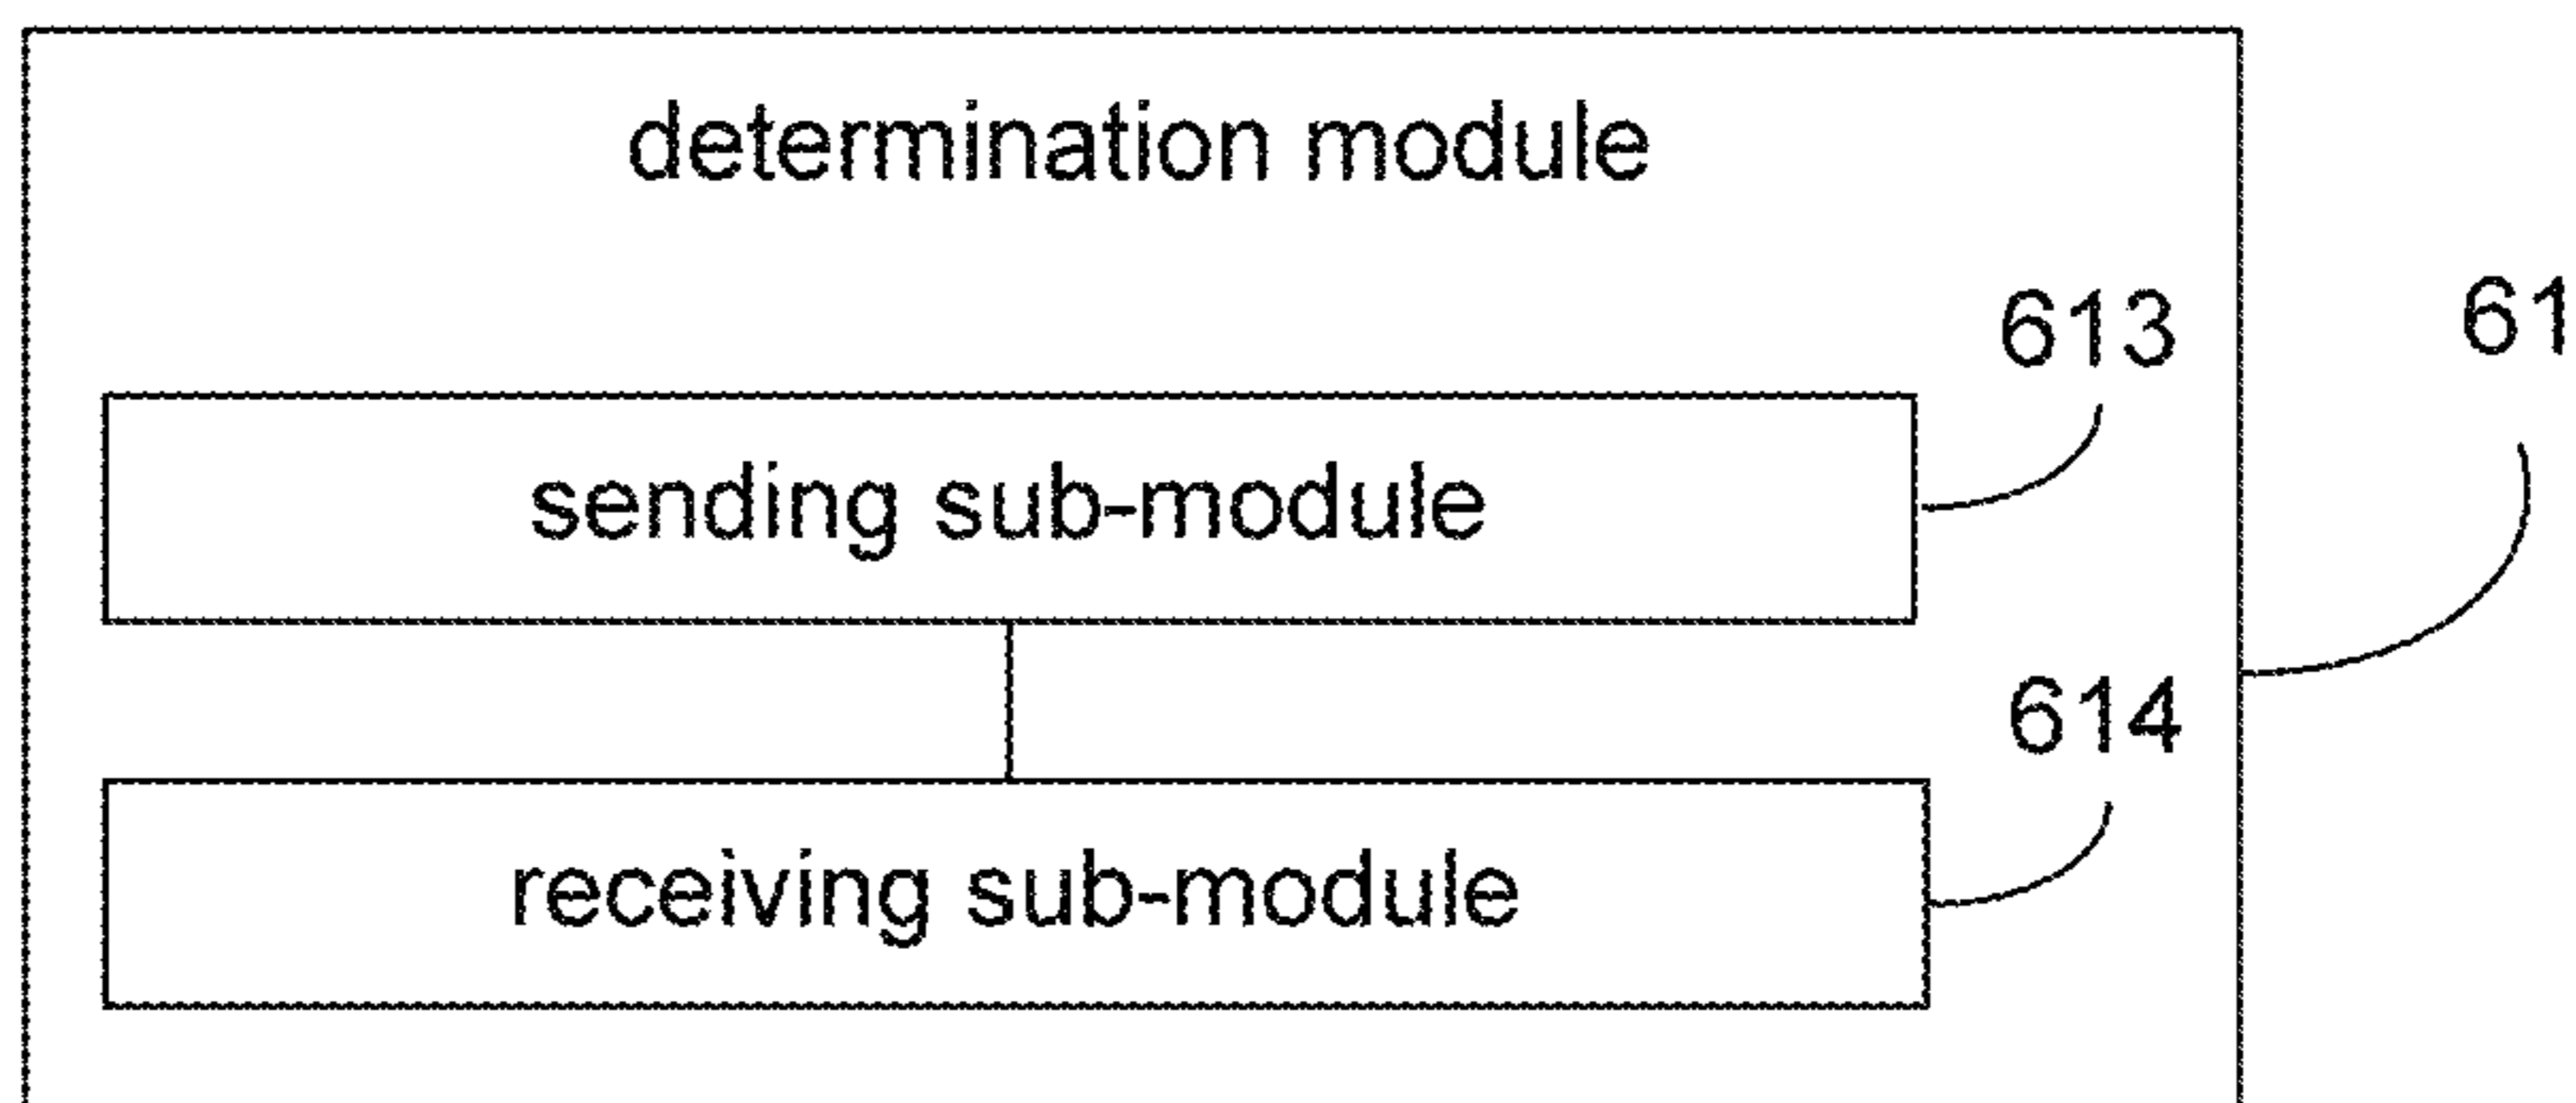 determination module
613
61
sending sub-module
614
receiving sub-module